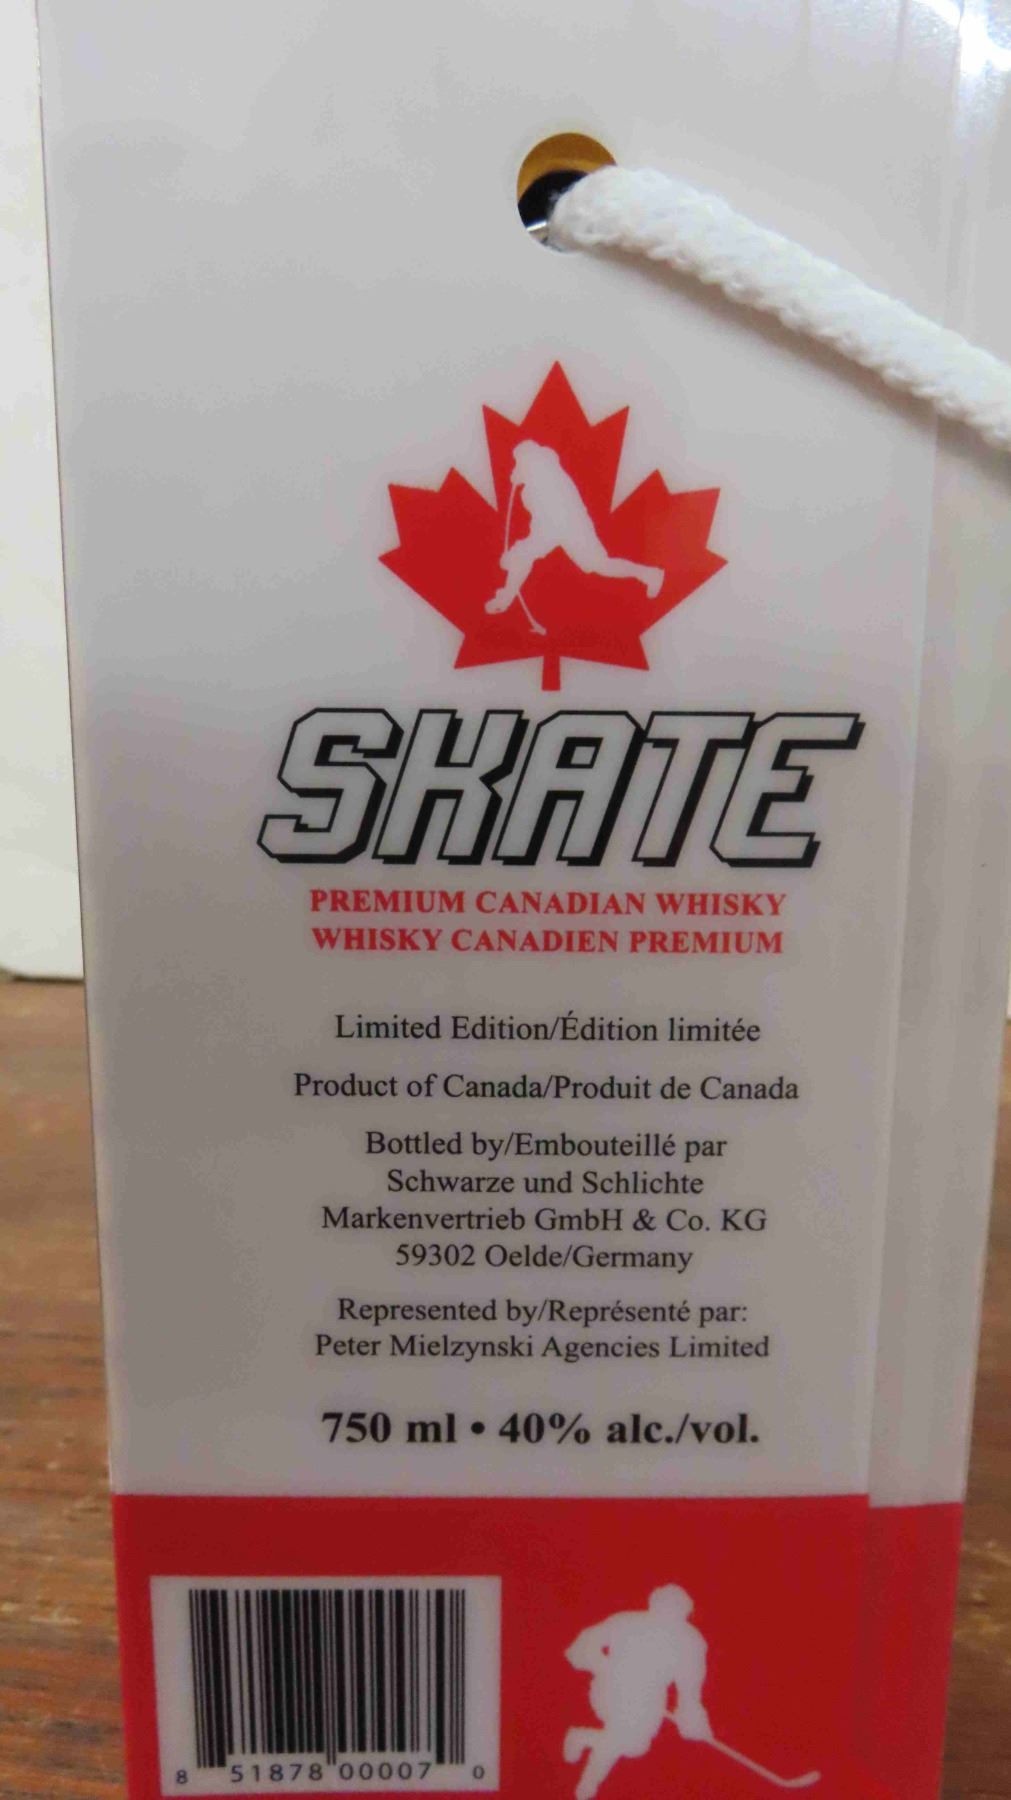 SKATE
PREMIUM CANADIAN WHISKY
WHISKY CANADIEN PREMIUM
Limited Edition/Édition limitée
Product of Canada/Produit de Canada
Bottled by/Embouteillé par
Schwarze und Schlichte
Markenvertrieb GmbH & Co. KG
59302 Oelde/Germany
Represented by/Représenté par:
Peter Mielzynski Agencies Limited
750 ml • 40% alc./vol.
8 51878 00007 0